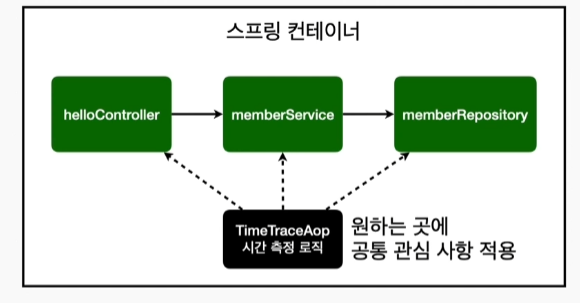 스프링 컨테이너
helloController
memberService
memberRepository
TimeTraceAop
시간 측정 로직
원하는 곳에
공통 관심 사항 적용